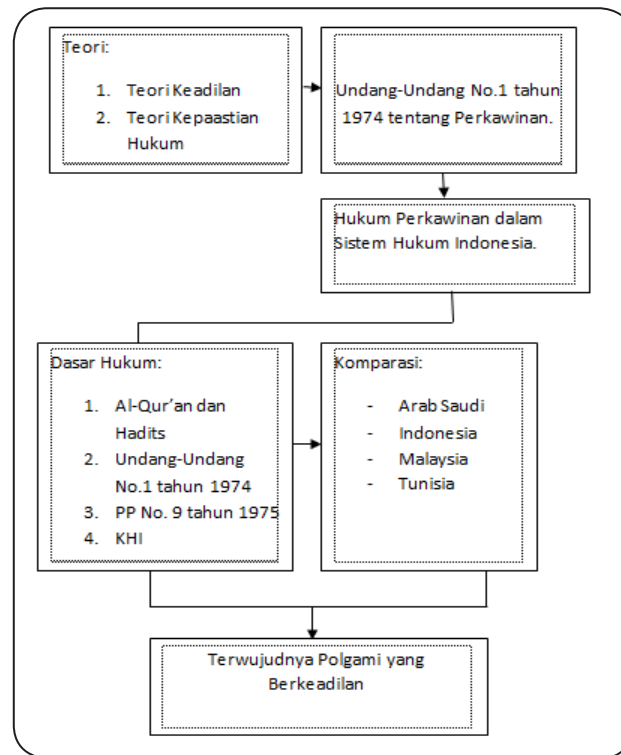 Teori:
1. Teori Keadilan
2. Teori Kepaastian
Hukum
Undang-Undang No.1 tahun
1974 tentang Perkawinan.
Hukum Perkawinan dalam
Sistem Hukum Indonesia.
Dasar Hukum:
1. Al-Qur’an dan
Hadits
2. Undang-Undang
No.1 tahun 1974
3. PP No. 9 tahun 1975
4. KHI
Komparasi:
- Arab Saudi
- Indonesia
- Malaysia
- Tunisia
Terwujudnya Polgami yang
Berkeadilan